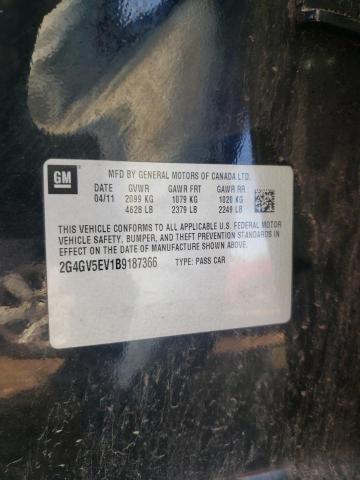 GM
MFD BY GENERAL MOTORS OF CANADA LTD.
04/11 GVWR GAWR FRT GAWR RR
2099 KG 1079 KG 1020 KG
4628 LB 2379 LB 2249 LB
THIS VEHICLE CONFORMS TO ALL APPLICABLE U.S. FEDERAL MOTOR
VEHICLE SAFETY, BUMPER, AND THEFT PREVENTION STANDARDS IN
EFFECT ON THE DATE OF MANUFACTURE SHOWN ABOVE.
2G4GV5EV1B9187366 TYPE: PASS CAR